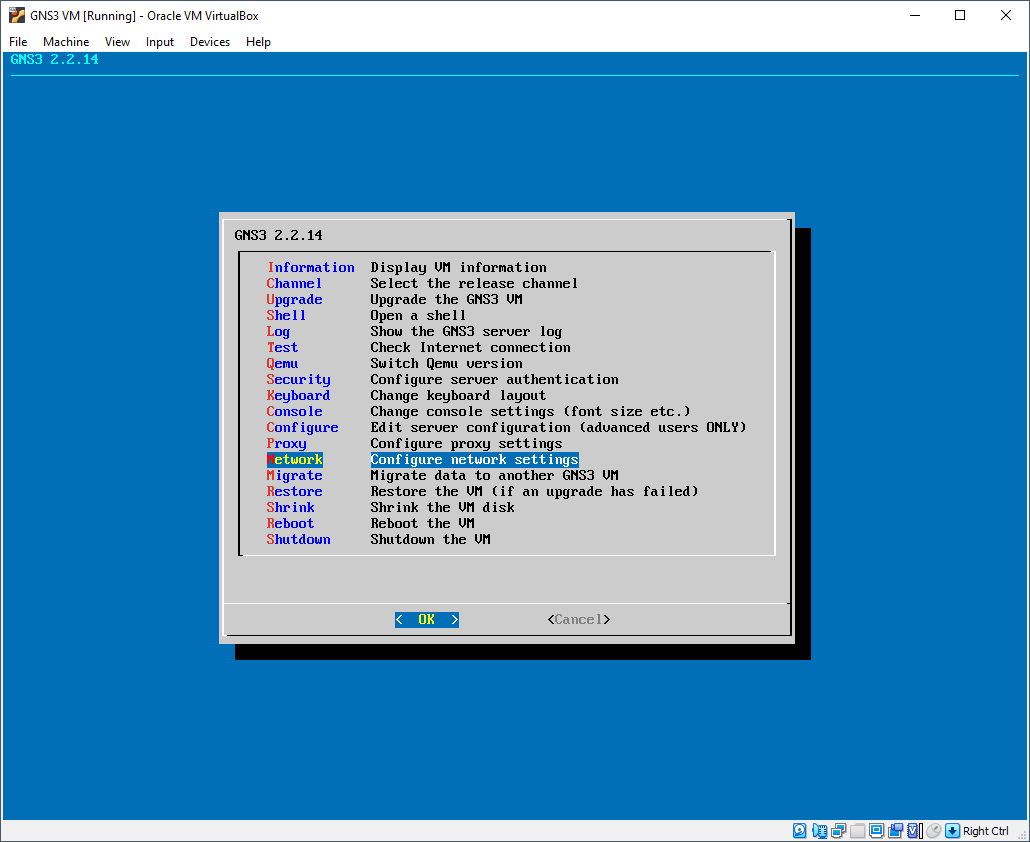 GNS3 VM [Running] - Oracle VM VirtualBox
File Machine View Input Devices Help
GNS3 2.2.14
GNS3 2.2.14
Information Display VM information
Channel Select the release channel
Upgrade Upgrade the GNS3 VM
Shell Open a shell
Log Show the GNS3 server log
Test Check Internet connection
Qemu Switch Qemu version
Security Configure server authentication
Keyboard Change keyboard layout
Console Change console settings (font size etc.)
Configure Edit server configuration (advanced users ONLY)
Proxy Configure proxy settings
Network Configure network settings
Migrate Migrate data to another GNS3 VM
Restore Restore the VM (if an upgrade has failed)
Shrink Shrink the VM disk
Reboot Reboot the VM
Shutdown Shutdown the VM
< OK > <Cancel>
Right Ctrl